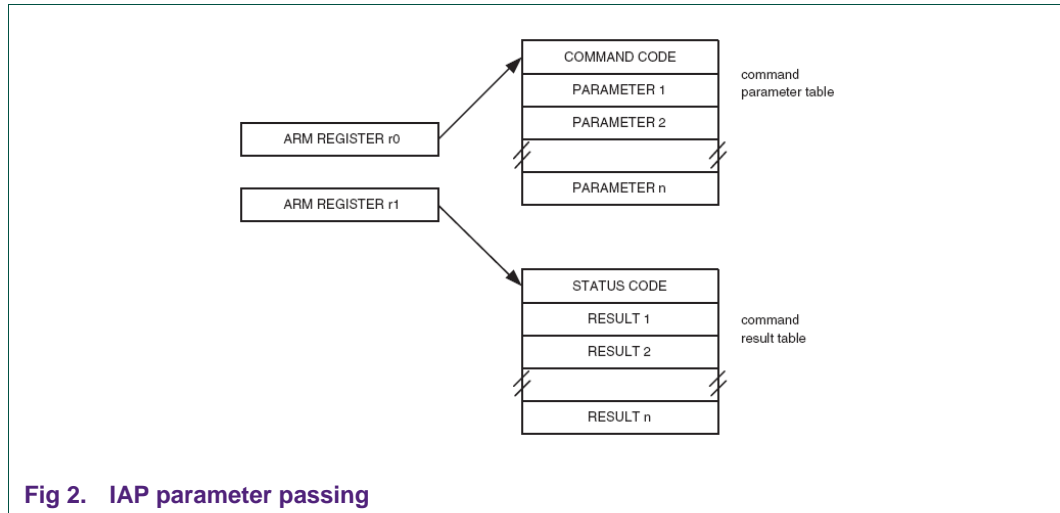 COMMAND CODE
PARAMETER 1
PARAMETER 2
PARAMETER n
command
parameter table
ARM REGISTER r0
ARM REGISTER r1
STATUS CODE
RESULT 1
RESULT 2
RESULT n
command
result table
Fig 2. IAP parameter passing